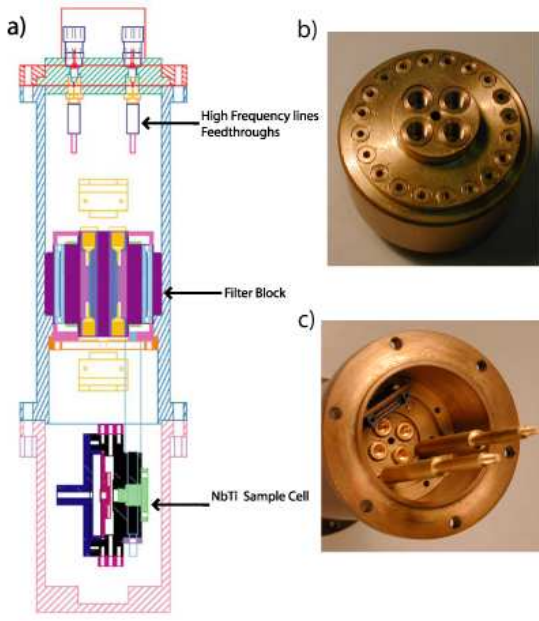 a)
High Frequency lines
Feedthroughs
Filter Block
NbTi Sample Cell
b)
c)